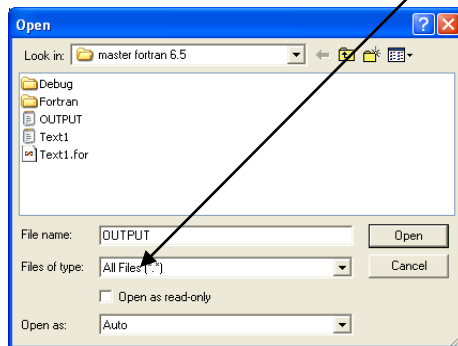 Open
Look in: master fortran 6.5
Debug
Fortran
OUTPUT
Text1
Text1.for
File name: OUTPUT Open
Files of type: All Files (*.*) Cancel
Open as read-only
Open as: Auto